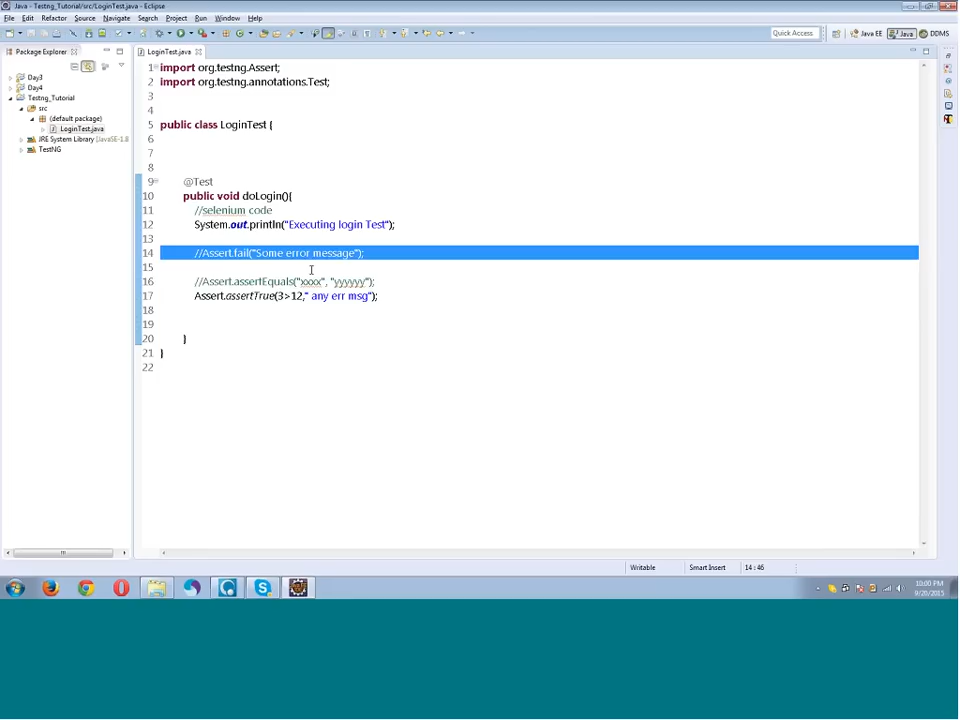 Java - Testng_Tutorial/src/LoginTest.java - Eclipse
File Edit Refactor Source Navigate Search Project Run Window Help
Quick Access Java EE Java DDMS
Package Explorer
LoginTest.java
Day3
Day4
Testng_Tutorial
src
(default package)
LoginTest.java
JRE System Library [JavaSE-1.8
TestNG
1 import org.testng.Assert;
2 import org.testng.annotations.Test;
3
4
5 public class LoginTest {
6
7
8
9 @Test
10 public void doLogin(){
11 //selenium code
12 System.out.println("Executing login Test");
13
14 //Assert.fail("Some error message");
15
16 //Assert.assertEquals("xxxx", "yyyyyy");
17 Assert.assertTrue(3>12," any err msg");
18
19
20 }
21 }
22
Writable Smart Insert 14 : 46
10:00 PM
9/20/2015